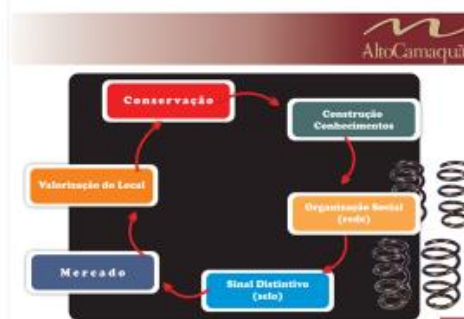 AltoCamaquã
Conservação
Construção
Conhecimentos
Organização Social
(rede)
Sinal Distintivo
(selo)
Mercado
Valorização do Local